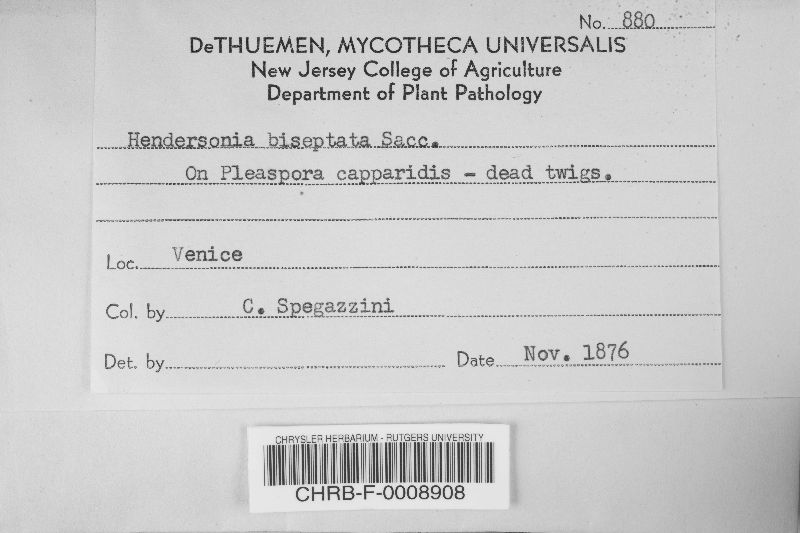 No. 880
DeTHUEMEN, MYCOTHECA UNIVERSALIS
New Jersey College of Agriculture
Department of Plant Pathology
Hendersonia biseptata Sacc.
On Pleaspora capparidis - dead twigs.
Loc. Venice
Col. by C. Spegazzini
Det. by Date Nov. 1876
CHRYSLER HERBARIUM - RUTGERS UNIVERSITY
CHRB-F-0008908